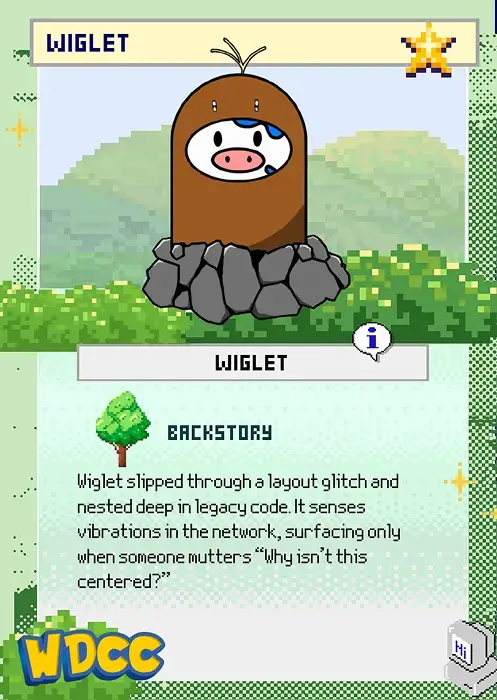 WIGLET
i
WIGLET
BACKSTORY
Wiglet slipped through a layout glitch and
nested deep in legacy code. It senses
vibrations in the network, surfacing only
when someone mutters “Why isn’t this
centered?”
WDCC
Hi